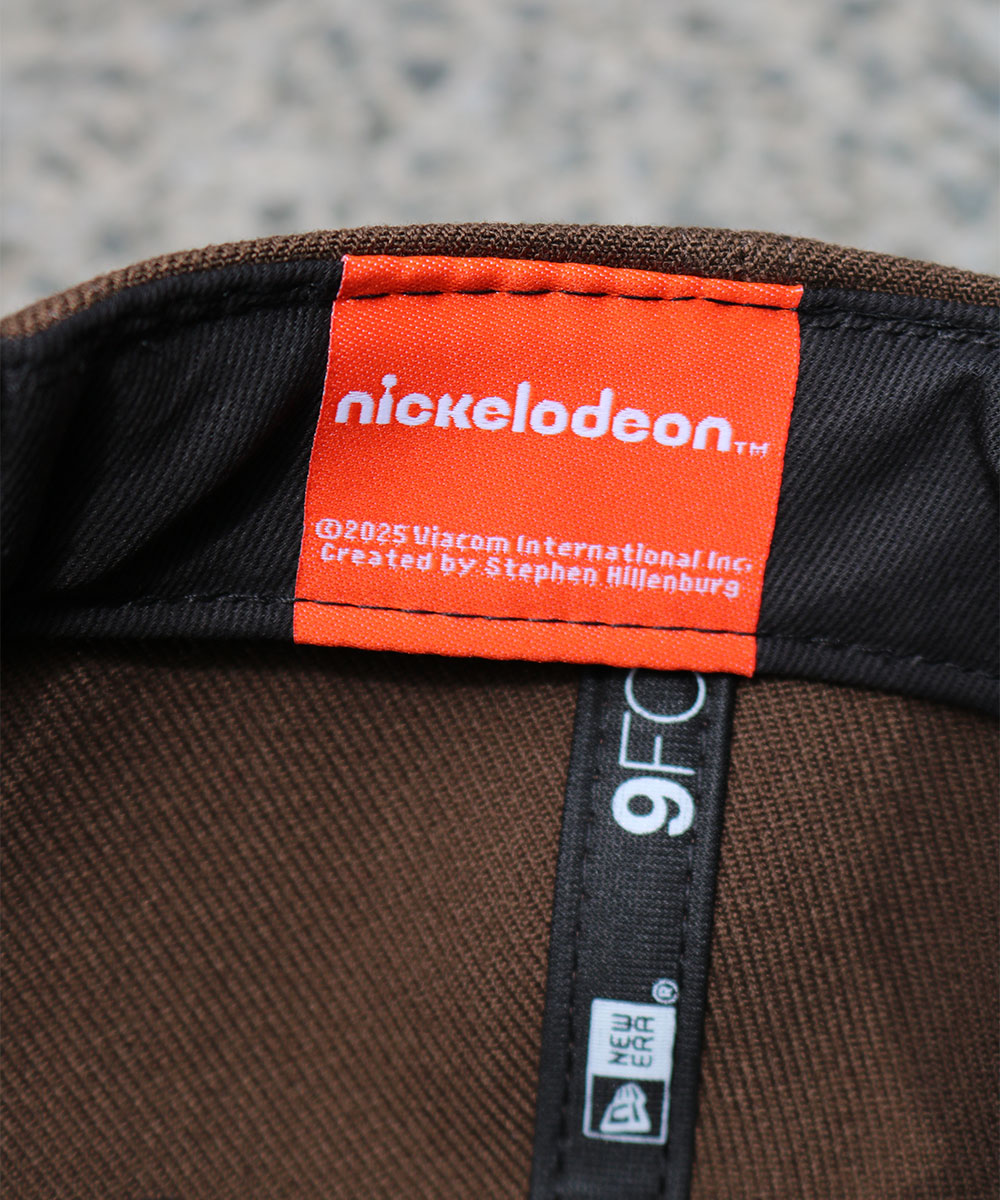 nickelodeon™
©2025 Viacom International Inc.
Created by Stephen Hillenburg
9FO
NEW
ERA
®